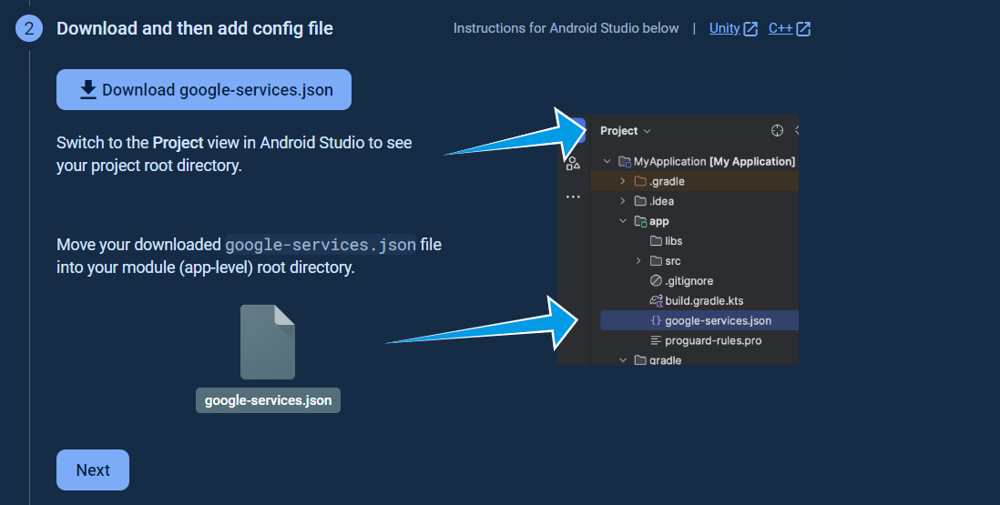 2 Download and then add config file Instructions for Android Studio below | Unity C++
Download google-services.json
Switch to the Project view in Android Studio to see
your project root directory.
Move your downloaded google-services.json file
into your module (app-level) root directory.
google-services.json
Next
Project
MyApplication [My Application]
.gradle
.idea
app
libs
src
.gitignore
build.gradle.kts
{} google-services.json
proguard-rules.pro
gradle